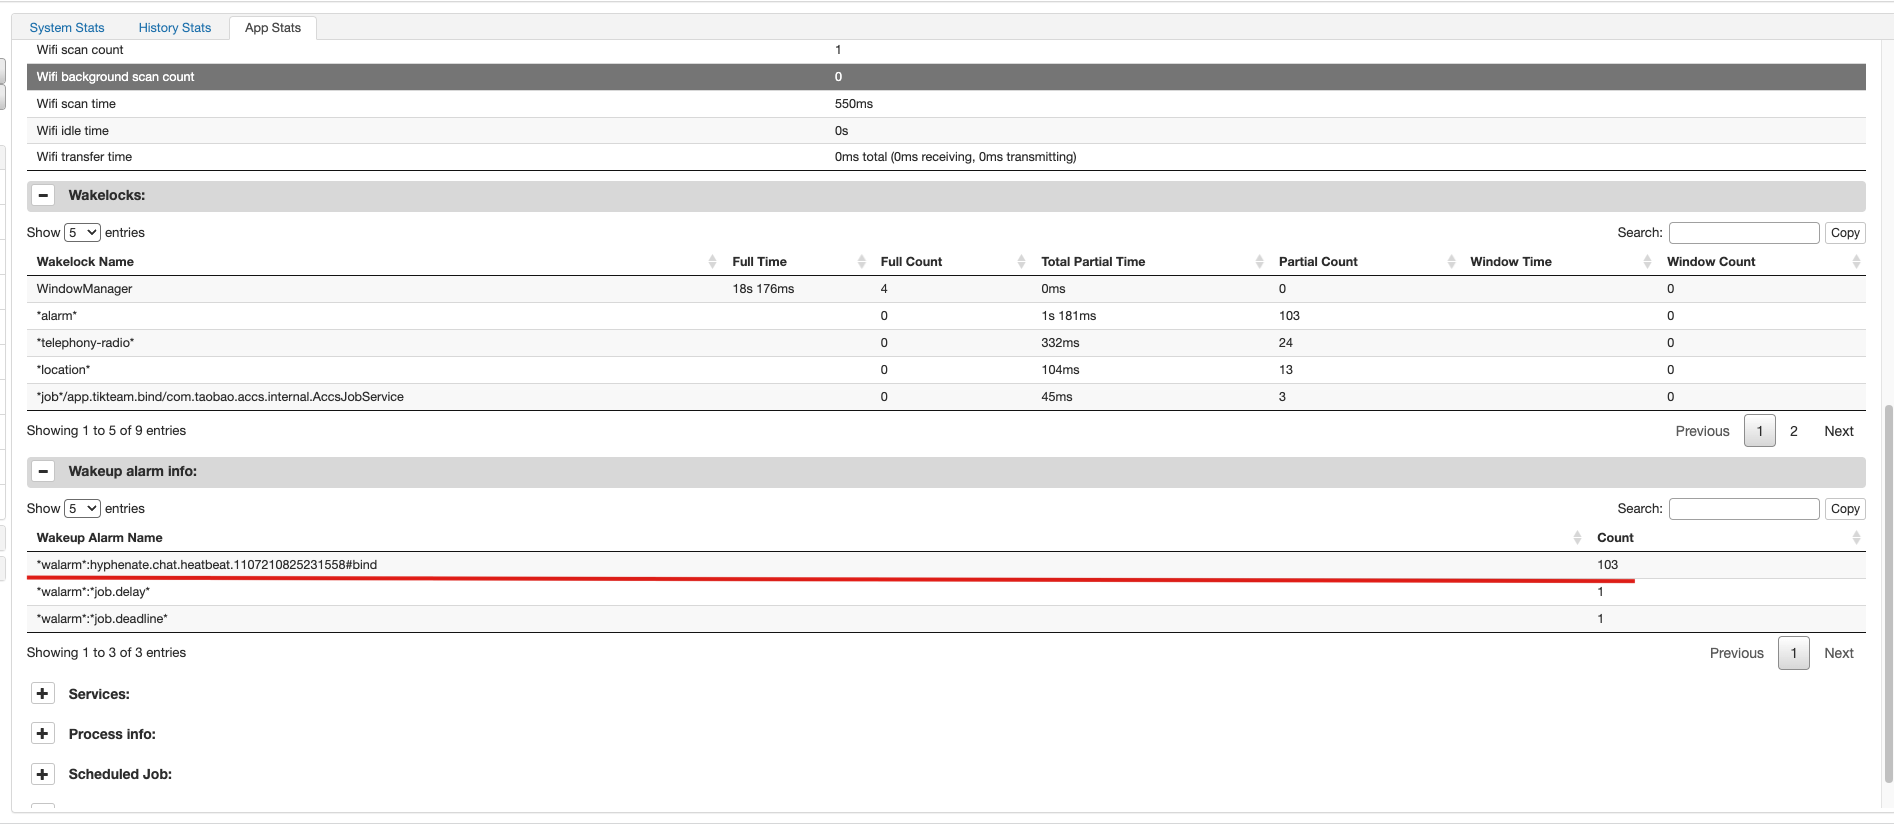 System Stats History Stats App Stats
Wifi scan count 1
Wifi background scan count 0
Wifi scan time 550ms
Wifi idle time 0s
Wifi transfer time 0ms total (0ms receiving, 0ms transmitting)
Wakelocks:
Show 5 entries Search: Copy
Wakelock Name Full Time Full Count Total Partial Time Partial Count Window Time Window Count
WindowManager 18s 176ms 4 0ms 0 0
*alarm* 0 1s 181ms 103 0
*telephony-radio* 0 332ms 24 0
*location* 0 104ms 13 0
*job*/app.tikteam.bind/com.taobao.accs.internal.AccsJobService 0 45ms 3 0
Showing 1 to 5 of 9 entries Previous 1 2 Next
Wakeup alarm info:
Show 5 entries Search: Copy
Wakeup Alarm Name Count
*walarm*:hyphenate.chat.heatbeat.1107210825231558#bind 103
*walarm*:*job.delay* 1
*walarm*:*job.deadline* 1
Showing 1 to 3 of 3 entries Previous 1 Next
Services:
Process info:
Scheduled Job: